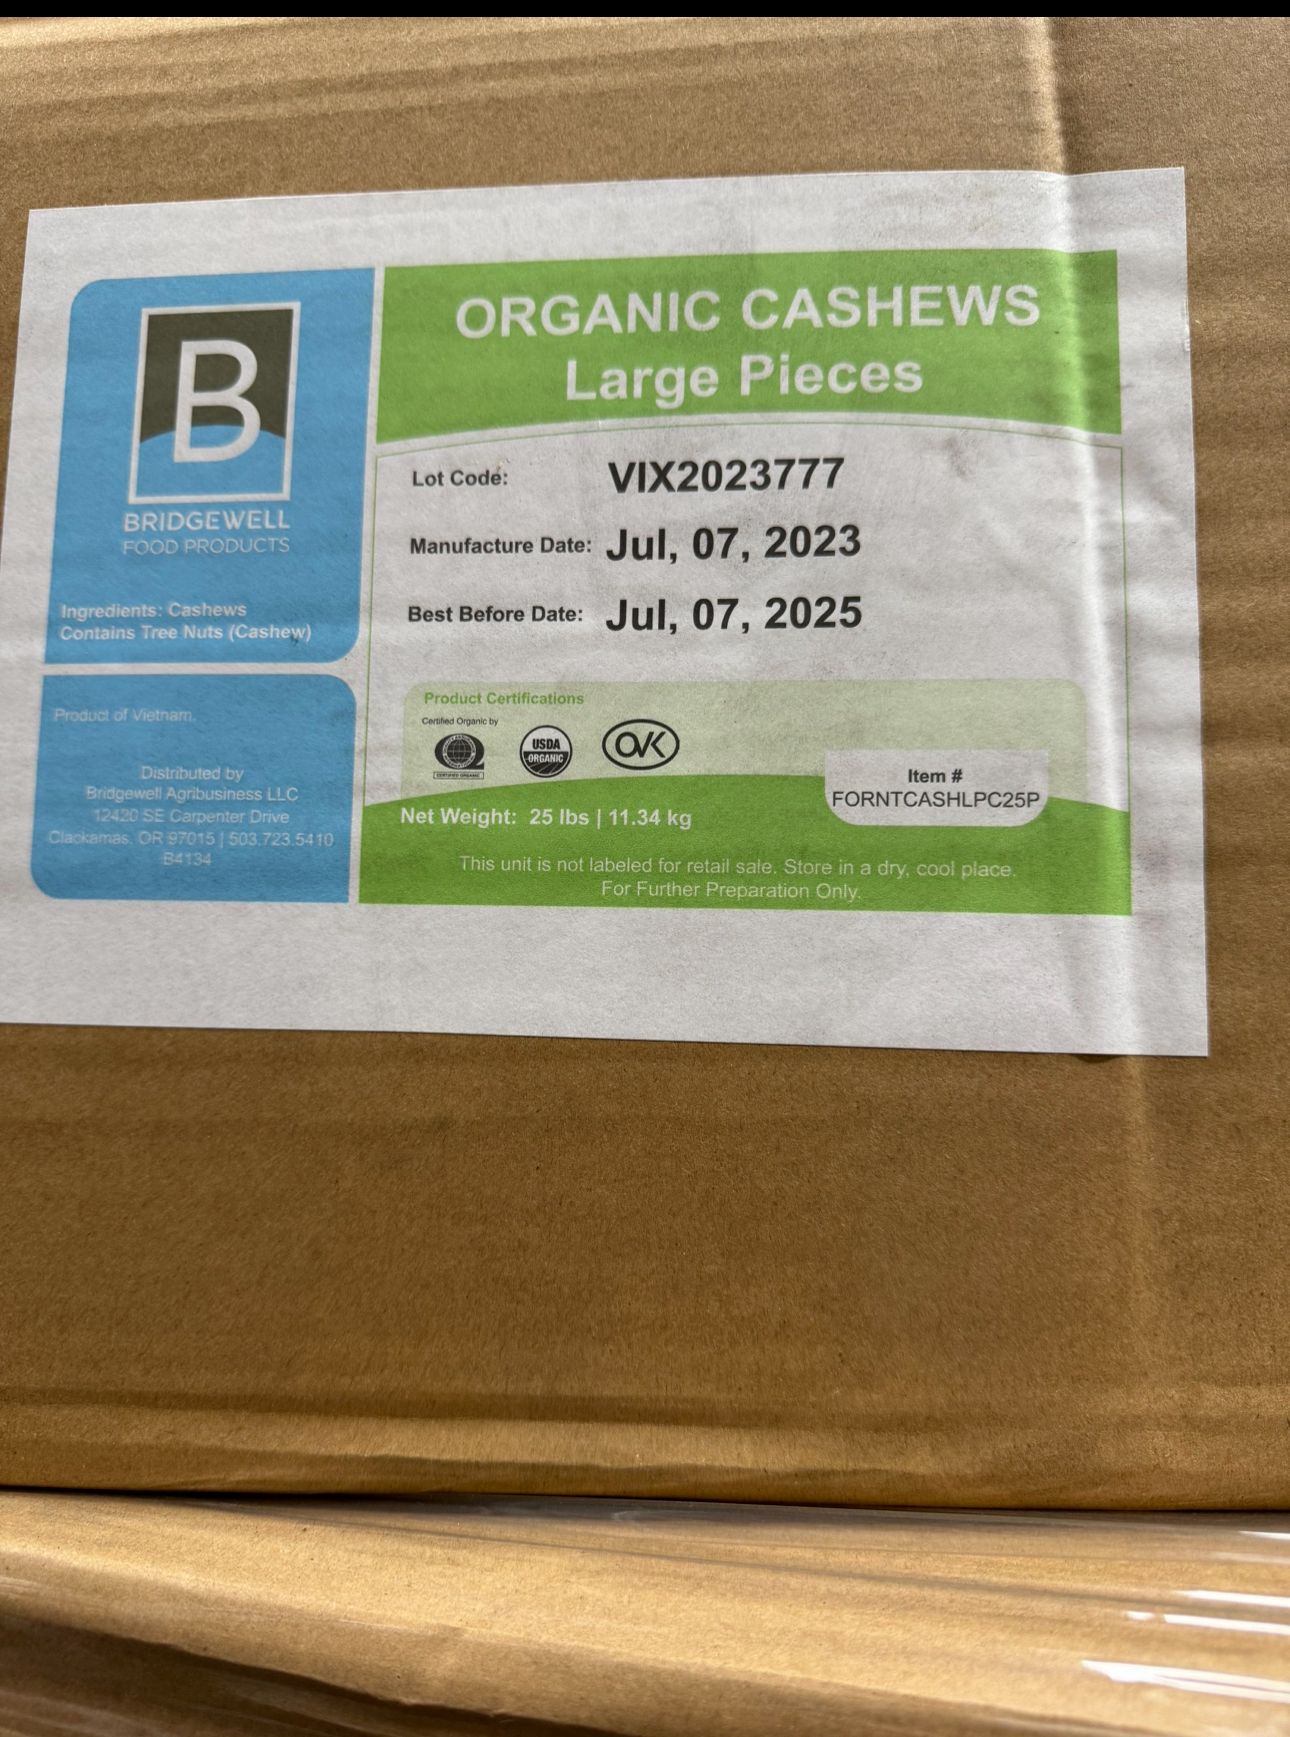 B
BRIDGEWELL
FOOD PRODUCTS
Ingredients: Cashews
Contains Tree Nuts (Cashew)
Product of Vietnam.
Distributed by
Bridgewell Agribusiness LLC
12420 SE Carpenter Drive
Clackamas, OR 97015 | 503.723.5410
B4134
ORGANIC CASHEWS
Large Pieces
Lot Code: VIX2023777
Manufacture Date: Jul, 07, 2023
Best Before Date: Jul, 07, 2025
Product Certifications
Certified Organic by
CERTIFIED ORGANIC
USDA
ORGANIC
OVK
Item #
FORNTCASHLPC25P
Net Weight: 25 lbs | 11.34 kg
This unit is not labeled for retail sale. Store in a dry, cool place.
For Further Preparation Only.